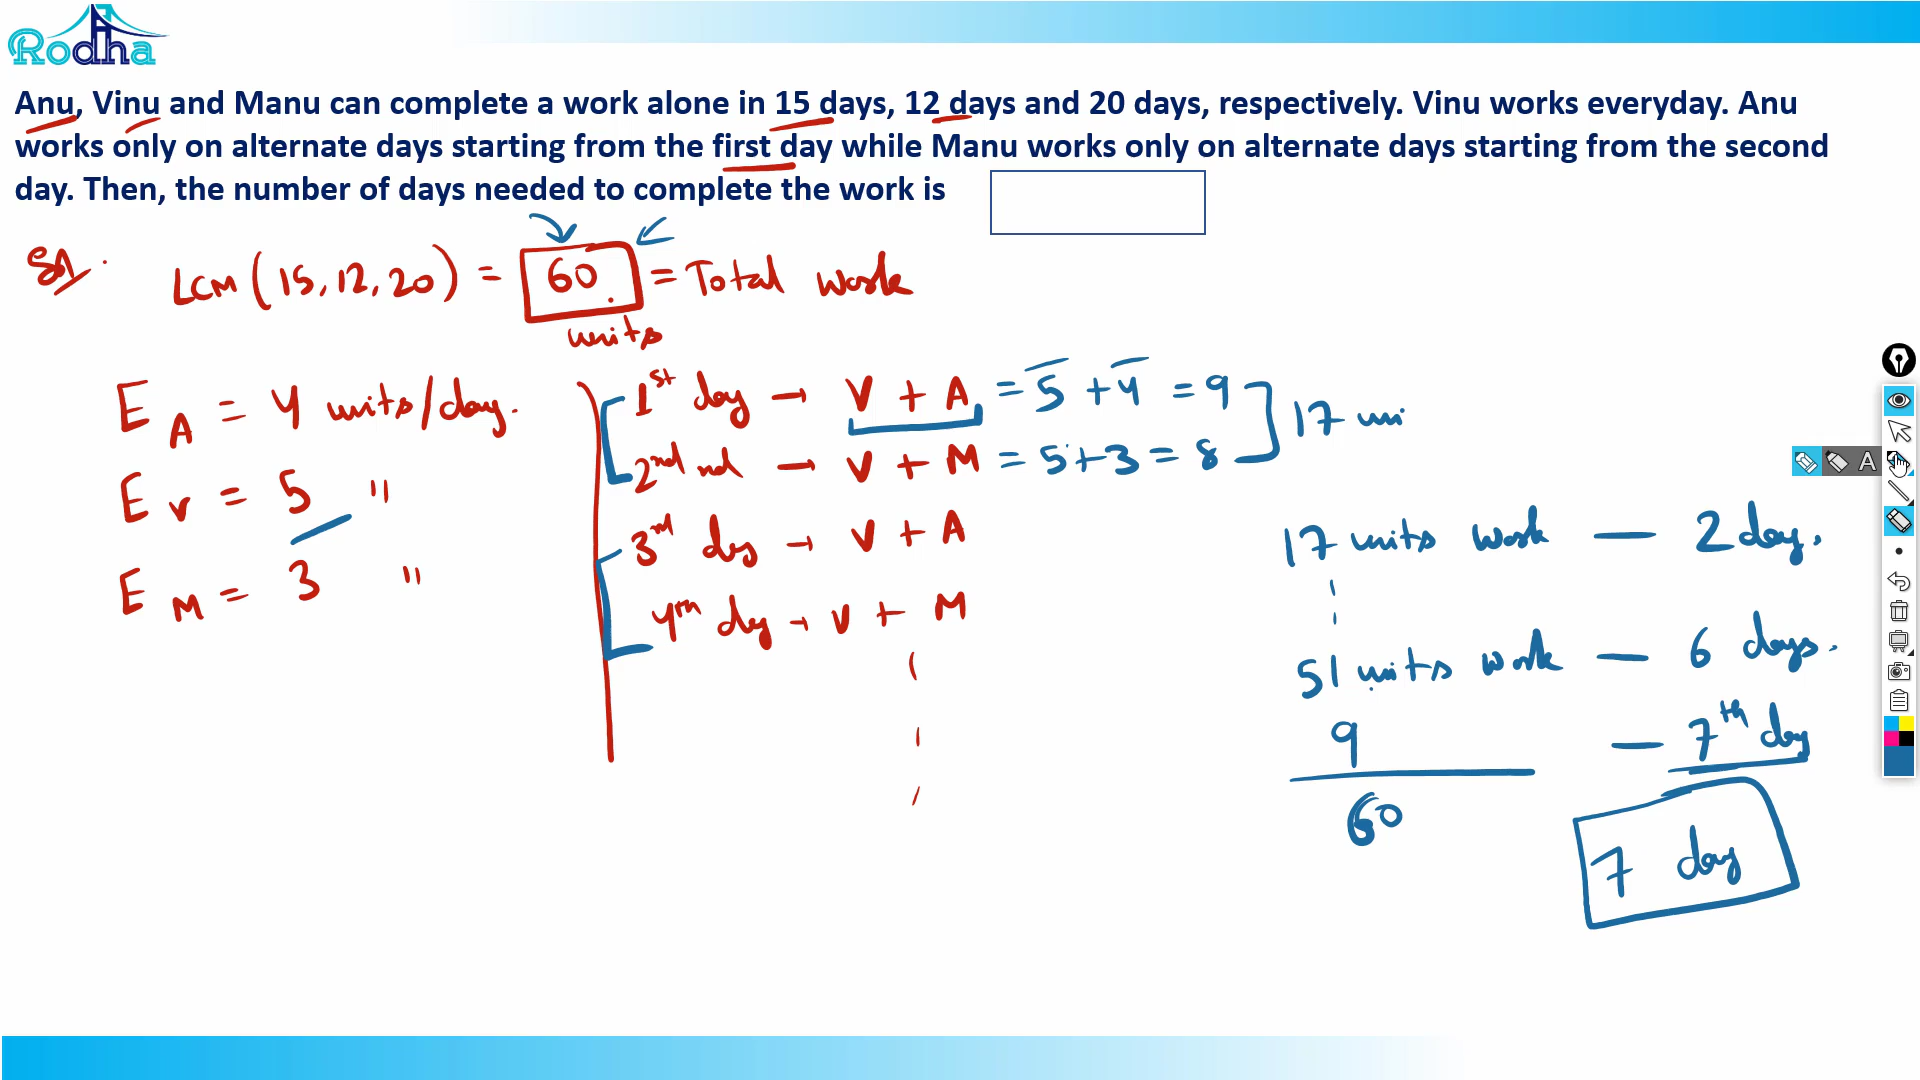 Rodha
Anu, Vinu and Manu can complete a work alone in 15 days, 12 days and 20 days, respectively. Vinu works everyday. Anu
works only on alternate days starting from the first day while Manu works only on alternate days starting from the second
day. Then, the number of days needed to complete the work is
LCM (15, 12, 20) = 60 = Total work
units
E A = 4 units/day.
E V = 5 "
E M = 3 "
1st day → V + A = 5 + 4 = 9
2nd nd → V + M = 5 + 3 = 8
17 uni
3rd day → V + A
4th day → V + M
17 units work — 2 day.
51 units work — 6 days.
9 — 7th day
60
7 day
A